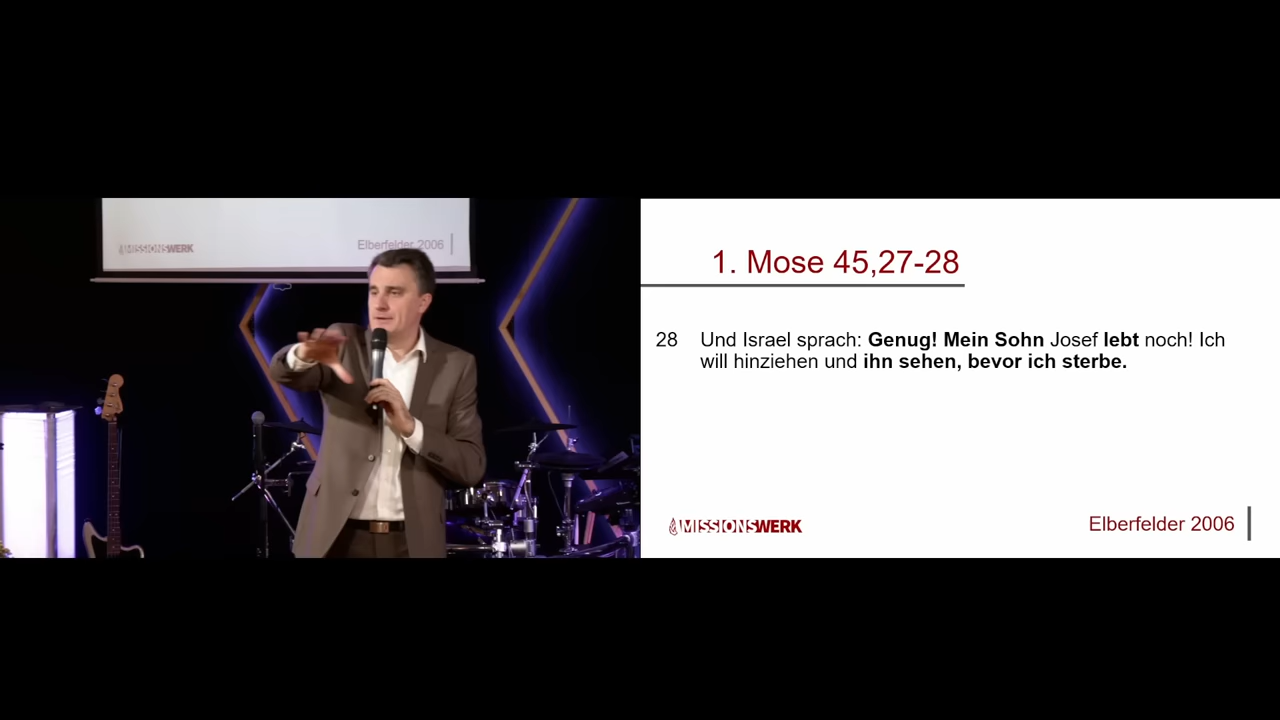 MISSIONSWERK
Elberfelder 2006
1. Mose 45,27-28
28 Und Israel sprach: Genug! Mein Sohn Josef lebt noch! Ich
will hinziehen und ihn sehen, bevor ich sterbe.
MISSIONSWERK
Elberfelder 2006